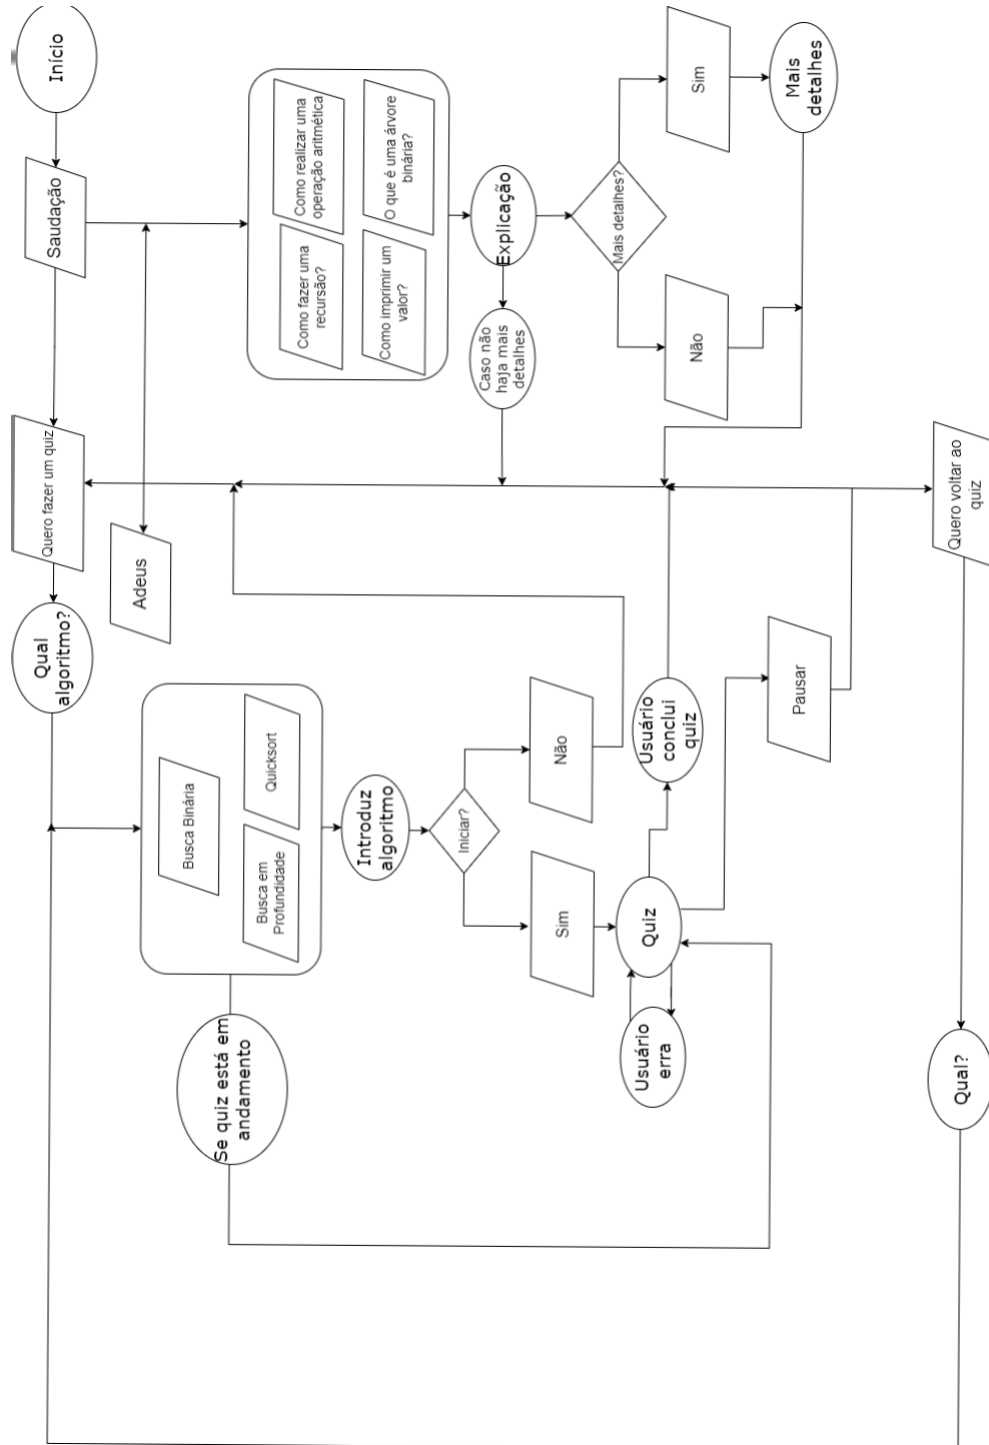 Início
Saudação
Como realizar uma
operação aritmética
O que é uma árvore
binária?
Como fazer uma
recursão?
Como imprimir um
valor?
Explicação
Caso não
haja mais
detalhes
Mais detalhes?
Sim
Mais
detalhes
Não
Quero fazer um quiz
Adeus
Quero voltar ao
quiz
Qual
algoritmo?
Busca Binária
Quicksort
Busca em
Profundidade
Introduz
algoritmo
Iniciar?
Não
Sim
Usuário
conclui
quiz
Pausar
Quiz
Usuário
erra
Se quiz está em
andamento
Qual?